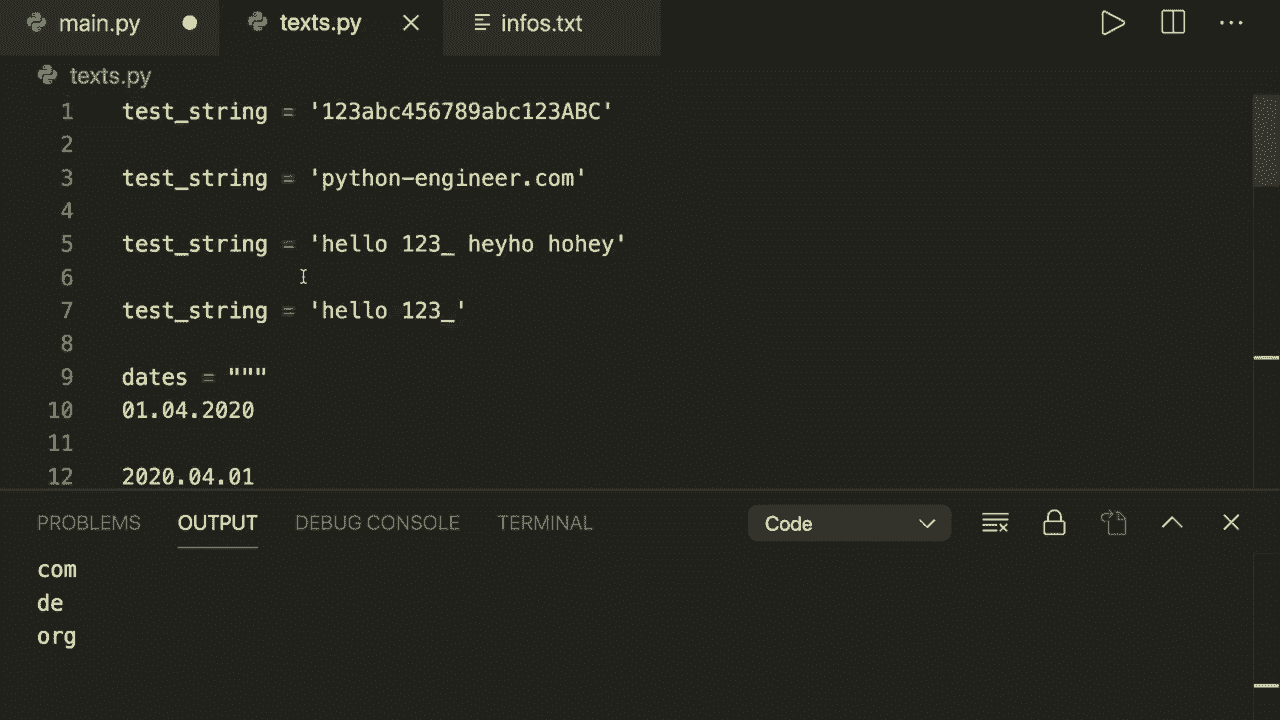 main.py texts.py infos.txt
texts.py
1 test_string = '123abc456789abc123ABC'
2
3 test_string = 'python-engineer.com'
4
5 test_string = 'hello 123_ heyho hohey'
6
7 test_string = 'hello 123_'
8
9 dates = """
10 01.04.2020
11
12 2020.04.01
PROBLEMS OUTPUT DEBUG CONSOLE TERMINAL Code
com
de
org